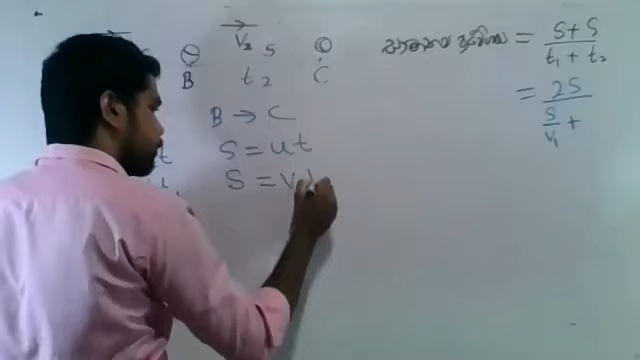 V₂ S
B t₂ C
B → C
S = ut
S = v
= S + S / t₁ + t₂
= 2S / S/V₁ +